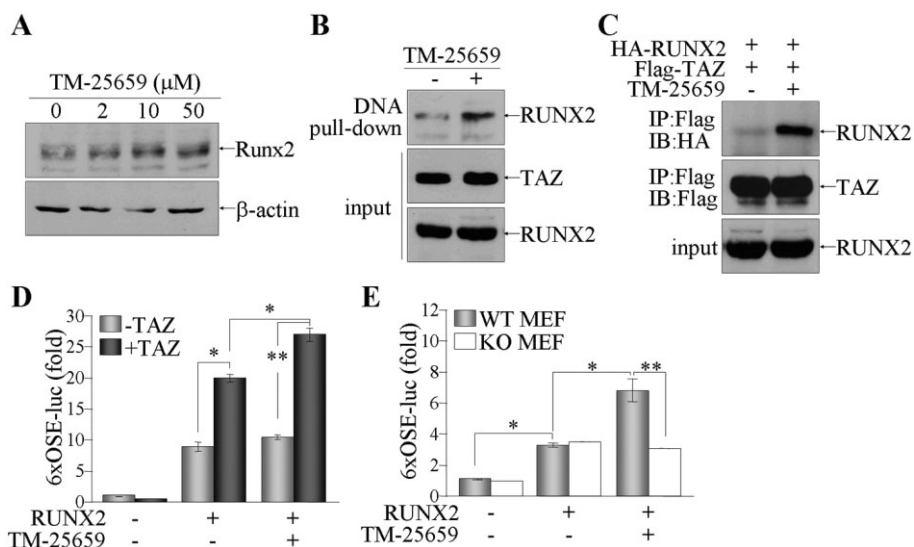 A
TM-25659 (μM)
0 2 10 50
Runx2
β-actin
B
TM-25659
- +
DNA pull-down
RUNX2
input
TAZ
RUNX2
C
HA-RUNX2 + +
Flag-TAZ + +
TM-25659 - +
IP:Flag
IB:HA
RUNX2
IP:Flag
IB:Flag
TAZ
input
RUNX2
D
6xOSE-luc (fold)
30
25
20
15
10
5
0
-TAZ
+TAZ
*
**
*
RUNX2 - + +
TM-25659 - - +
E
6xOSE-luc (fold)
8
6
4
2
0
WT MEF
KO MEF
*
*
**
RUNX2 - + +
TM-25659 - - +